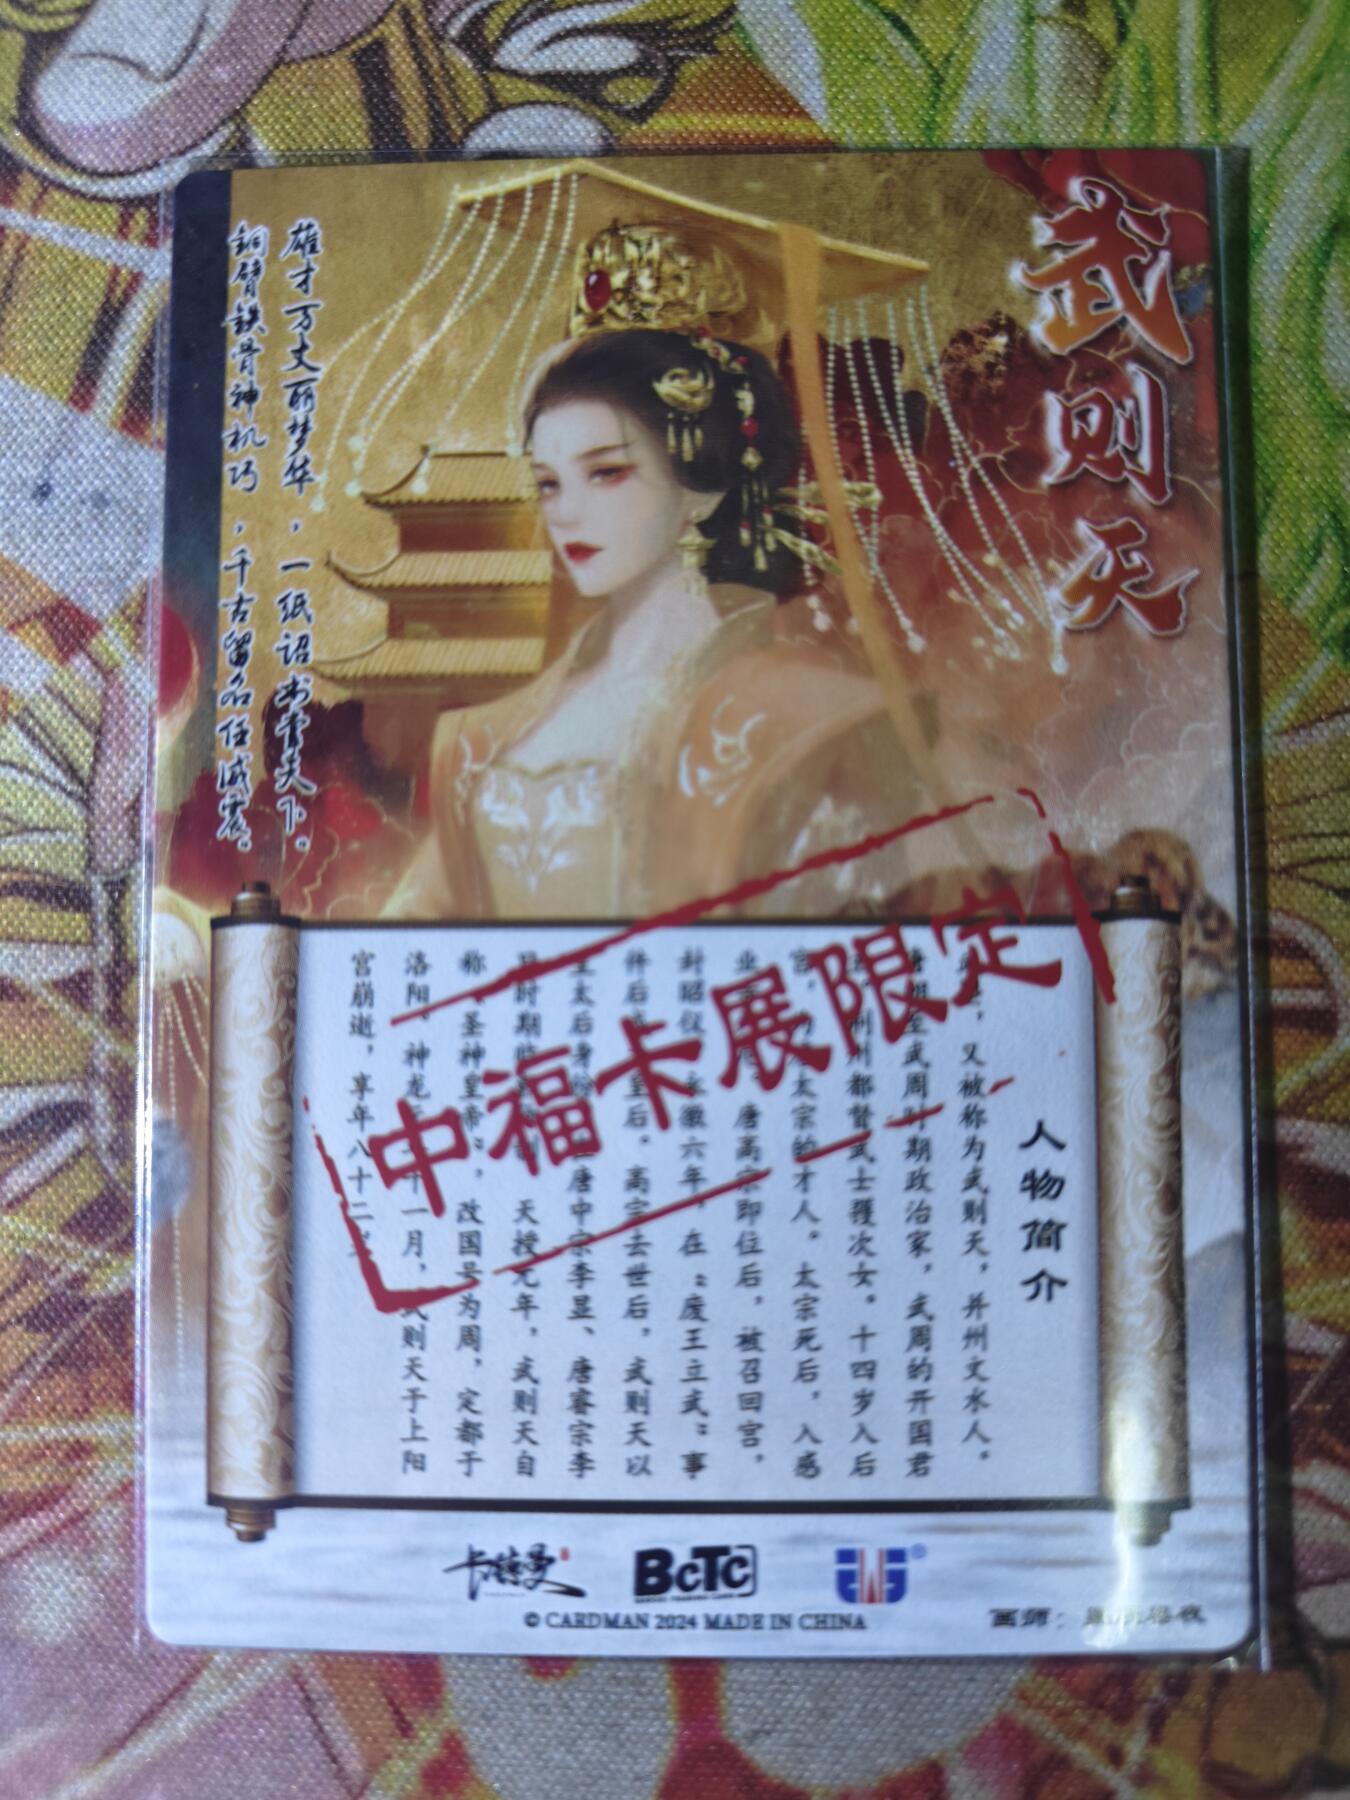 武则天
雄才万丈丽梦华，一纸诏书震天下。
铜臂铁骨神机巧，千古留名任威震。
人物简介
，又被称为武则天，并州文水人。
武周时期政治家，武周的开国君
州都督武士彟次女。十四岁入后
太宗的才人。太宗死后，入感
业 唐高宗即位后，被召回宫，
封昭仪 永徽六年，在“废王立武”事
件后 皇后。高宗去世后，武则天以
皇太后身 唐中宗李显、唐睿宗李
旦时期临 天授元年，武则天自
称“圣神皇帝”，改国号为周，定都于
洛阳。神龙 十一月，武则天于上阳
宫崩逝，享年八十二
中福卡展限定
卡特曼
BCTC
© CARDMAN 2024 MADE IN CHINA
画师：